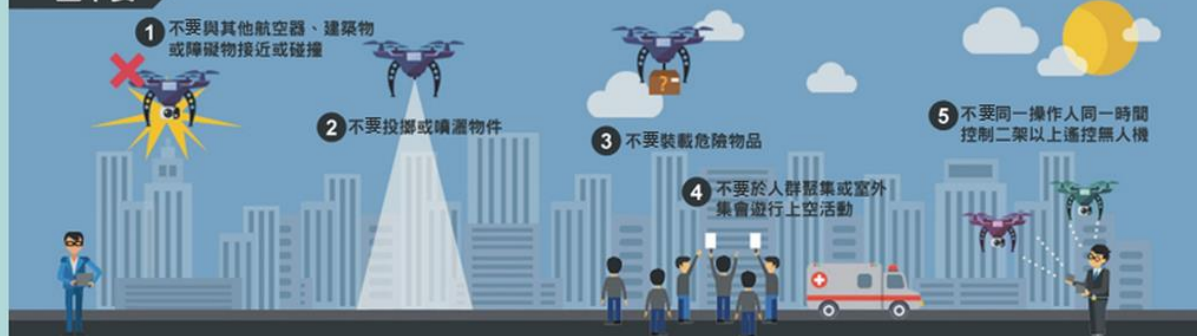 1 不要與其他航空器、建築物
或障礙物接近或碰撞
2 不要投擲或噴灑物件
3 不要裝載危險物品
?
4 不要於人群聚集或室外
集會遊行上空活動
5 不要同一操作人同一時間
控制二架以上遙控無人機